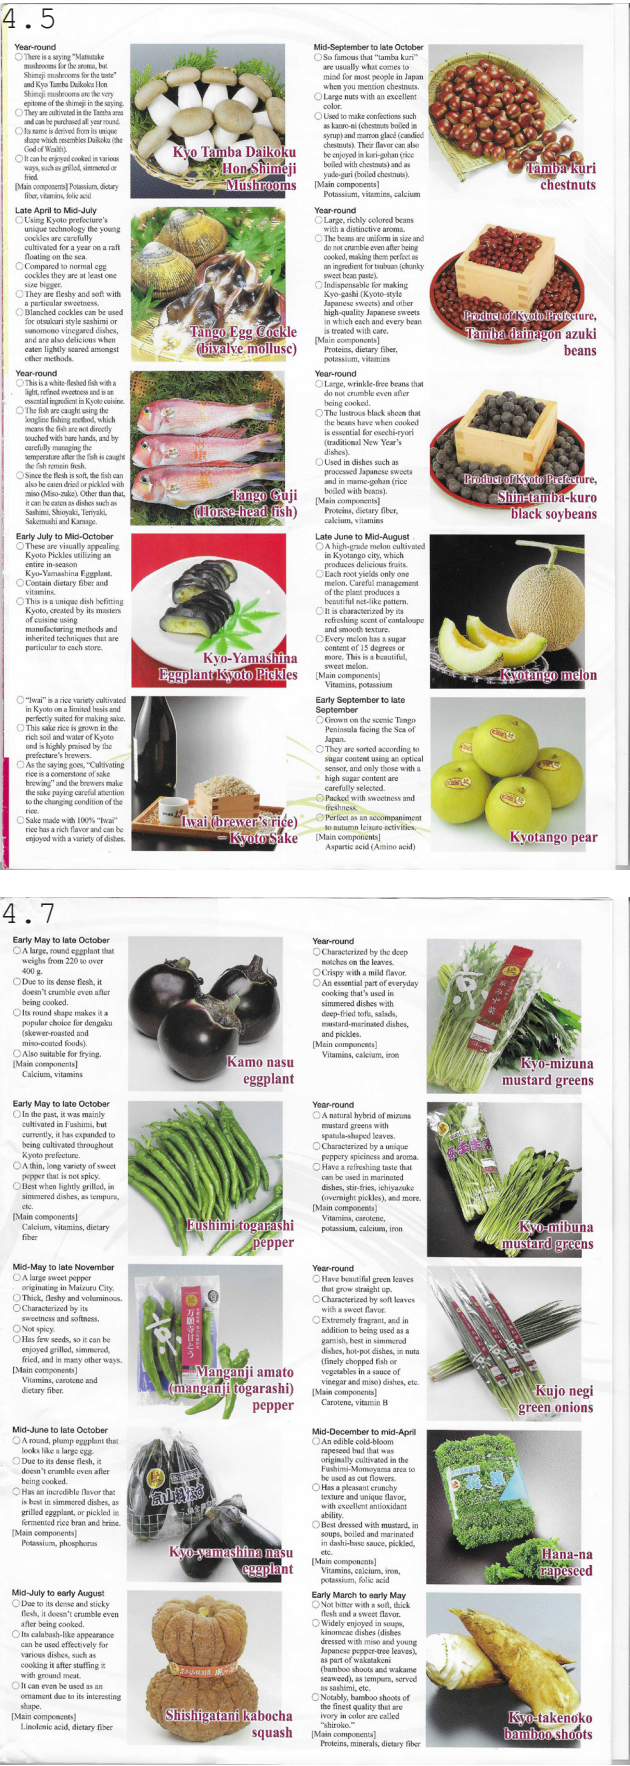 4.5
Year-round
○ There is a saying "Matsutake
mushrooms for the aroma, but
Shimeji mushrooms for the taste"
and Kyo Tamba Daikoku Hon
Shimeji mushrooms are the very
epitome of the shimeji in the saying.
○ They are cultivated in the Tamba area
and can be purchased all year round.
○ Its name is derived from its unique
shape which resembles Daikoku (the
God of Wealth).
○ It can be enjoyed cooked in various
ways, such as grilled, simmered or
fried.
[Main components] Potassium, dietary
fiber, vitamins, folic acid
Kyo Tamba Daikoku
Hon Shimeji
Mushrooms
Late April to Mid-July
○ Using Kyoto prefecture's
unique technology the young
cockles are carefully
cultivated for a year on a raft
floating on the sea.
○ Compared to normal egg
cockles they are at least one
size bigger.
○ They are fleshy and soft with
a particular sweetness.
○ Blanched cockles can be used
for otsukuri style sashimi or
sunomono vinegared dishes,
and are also delicious when
eaten lightly seared amongst
other methods.
Tango Egg Cockle
(bivalve mollusc)
Year-round
○ This is a white-fleshed fish with a
light, refined sweetness and is an
essential ingredient in Kyoto cuisine.
○ The fish are caught using the
longline fishing method, which
means the fish are not directly
touched with bare hands, and by
carefully managing the
temperature after the fish is caught
the fish remain fresh.
○ Since the flesh is soft, the fish can
also be eaten dried or pickled with
miso (Miso-zuke). Other than that,
it can be eaten as dishes such as
Sashimi, Shioyaki, Teriyaki,
Sakemushi and Karaage.
Tango Guji
(Horse-head fish)
Early July to Mid-October
○ These are visually appealing
Kyoto Pickles utilizing an
entire in-season
Kyo-Yamashina Eggplant.
○ Contain dietary fiber and
vitamins.
○ This is a unique dish befitting
Kyoto, created by its masters
of cuisine using
manufacturing methods and
inherited techniques that are
particular to each store.
Kyo-Yamashina
Eggplant Kyoto Pickles
○ "Iwai" is a rice variety cultivated
in Kyoto on a limited basis and
perfectly suited for making sake.
○ This sake rice is grown in the
rich soil and water of Kyoto
and is highly praised by the
prefecture's brewers.
○ As the saying goes, "Cultivating
rice is a cornerstone of sake
brewing" and the brewers make
the sake paying careful attention
to the changing condition of the
rice.
○ Sake made with 100% "Iwai"
rice has a rich flavor and can be
enjoyed with a variety of dishes.
Iwai (brewer's rice)
– Kyoto Sake
Mid-September to late October
○ So famous that "tamba kuri"
are usually what comes to
mind for most people in Japan
when you mention chestnuts.
○ Large nuts with an excellent
color.
○ Used to make confections such
as kanro-ni (chestnuts boiled in
syrup) and marron glacé (candied
chestnuts). Their flavor can also
be enjoyed in kuri-gohan (rice
boiled with chestnuts) and as
yude-guri (boiled chestnuts).
[Main components]
Potassium, vitamins, calcium
Tamba kuri
chestnuts
Year-round
○ Large, richly colored beans
with a distinctive aroma.
○ The beans are uniform in size and
do not crumble even after being
cooked, making them perfect as
an ingredient for tsubuan (chunky
sweet bean paste).
○ Indispensable for making
Kyo-gashi (Kyoto-style
Japanese sweets) and other
high-quality Japanese sweets
in which each and every bean
is treated with care.
[Main components]
Proteins, dietary fiber,
potassium, vitamins
Product of Kyoto Prefecture,
Tamba dainagon azuki
beans
Year-round
○ Large, wrinkle-free beans that
do not crumble even after
being cooked.
○ The lustrous black sheen that
the beans have when cooked
is essential for osechi-ryori
(traditional New Year's
dishes).
○ Used in dishes such as
processed Japanese sweets
and in mame-gohan (rice
boiled with beans).
[Main components]
Proteins, dietary fiber,
calcium, vitamins
Product of Kyoto Prefecture,
Shin-tamba-kuro
black soybeans
Late June to Mid-August
○ A high-grade melon cultivated
in Kyotango city, which
produces delicious fruits.
○ Each root yields only one
melon. Careful management
of the plant produces a
beautiful net-like pattern.
○ It is characterized by its
refreshing scent of cantaloupe
and smooth texture.
○ Every melon has a sugar
content of 15 degrees or
more. This is a beautiful,
sweet melon.
[Main components]
Vitamins, potassium
Kyotango melon
Early September to late
September
○ Grown on the scenic Tango
Peninsula facing the Sea of
Japan.
○ They are sorted according to
sugar content using an optical
sensor, and only those with a
high sugar content are
carefully selected.
○ Packed with sweetness and
freshness.
○ Perfect as an accompaniment
to autumn leisure activities.
[Main components]
Aspartic acid (Amino acid)
Kyotango pear
4.7
Early May to late October
○ A large, round eggplant that
weighs from 220 to over
400 g.
○ Due to its dense flesh, it
doesn't crumble even after
being cooked.
○ Its round shape makes it a
popular choice for dengaku
(skewer-roasted and
miso-coated foods).
○ Also suitable for frying.
[Main components]
Calcium, vitamins
Kamo nasu
eggplant
Early May to late October
○ In the past, it was mainly
cultivated in Fushimi, but
currently, it has expanded to
being cultivated throughout
Kyoto prefecture.
○ A thin, long variety of sweet
pepper that is not spicy.
○ Best when lightly grilled, in
simmered dishes, as tempura,
etc.
[Main components]
Calcium, vitamins, dietary
fiber
Fushimi togarashi
pepper
Mid-May to late November
○ A large sweet pepper
originating in Maizuru City.
○ Thick, fleshy and voluminous.
○ Characterized by its
sweetness and softness.
○ Not spicy.
○ Has few seeds, so it can be
enjoyed grilled, simmered,
fried, and in many other ways.
[Main components]
Vitamins, carotene and
dietary fiber.
京
万願寺甘とう
Manganji amato
(manganji togarashi)
pepper
Mid-June to late October
○ A round, plump eggplant that
looks like a large egg.
○ Due to its dense flesh, it
doesn't crumble even after
being cooked.
○ Has an incredible flavor that
is best in simmered dishes, as
grilled eggplant, or pickled in
fermented rice bran and brine.
[Main components]
Potassium, phosphorus
京山科なす
Kyo-yamashina nasu
eggplant
Mid-July to early August
○ Due to its dense and sticky
flesh, it doesn't crumble even
after being cooked.
○ Its calabash-like appearance
can be used effectively for
various dishes, such as
cooking it after stuffing it
with ground meat.
○ It can even be used as an
ornament due to its interesting
shape.
[Main components]
Linolenic acid, dietary fiber
Shishigatani kabocha
squash
Year-round
○ Characterized by the deep
notches on the leaves.
○ Crispy with a mild flavor.
○ An essential part of everyday
cooking that's used in
simmered dishes with
deep-fried tofu, salads,
mustard-marinated dishes,
and pickles.
[Main components]
Vitamins, calcium, iron
京
京みず菜
Kyo-mizuna
mustard greens
Year-round
○ A natural hybrid of mizuna
mustard greens with
spatula-shaped leaves.
○ Characterized by a unique
peppery spiciness and aroma.
○ Have a refreshing taste that
can be used in marinated
dishes, stir-fries, ichiyazuke
(overnight pickles), and more.
[Main components]
Vitamins, carotene,
potassium, calcium, iron
Kyo-mibuna
mustard greens
Year-round
○ Have beautiful green leaves
that grow straight up.
○ Characterized by soft leaves
with a sweet flavor.
○ Extremely fragrant, and in
addition to being used as a
garnish, best in simmered
dishes, hot-pot dishes, in nuta
(finely chopped fish or
vegetables in a sauce of
vinegar and miso) dishes, etc.
[Main components]
Carotene, vitamin B
Kujo negi
green onions
Mid-December to mid-April
○ An edible cold-bloom
rapeseed bud that was
originally cultivated in the
Fushimi-Momoyama area to
be used as cut flowers.
○ Has a pleasant crunchy
texture and unique flavor,
with excellent antioxidant
ability.
○ Best dressed with mustard, in
soups, boiled and marinated
in dashi-base sauce, pickled,
etc.
[Main components]
Vitamins, calcium, iron,
potassium, folic acid
Hana-na
rapeseed
Early March to early May
○ Not bitter with a soft, thick
flesh and a sweet flavor.
○ Widely enjoyed in soups,
kinomeae dishes (dishes
dressed with miso and young
Japanese pepper-tree leaves),
as part of wakatakeni
(bamboo shoots and wakame
seaweed), as tempura, served
as sashimi, etc.
○ Notably, bamboo shoots of
the finest quality that are
ivory in color are called
"shiroko."
[Main components]
Proteins, minerals, dietary fiber
Kyo-takenoko
bamboo shoots